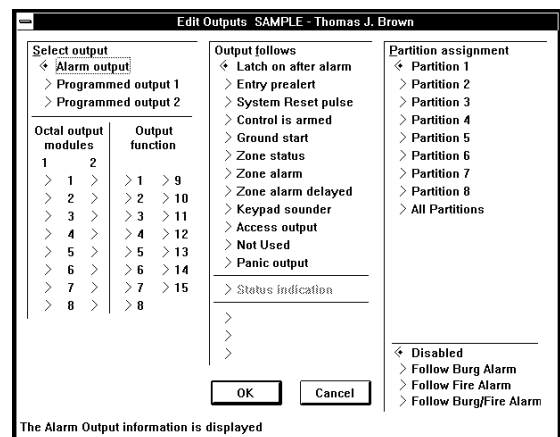 Edit Outputs SAMPLE - Thomas J. Brown
Select output
Alarm output
Programmed output 1
Programmed output 2
Octal output modules
1 2
1
2
3
4
5
6
7
8
Output function
1 9
2 10
3 11
4 12
5 13
6 14
7 15
8
Output follows
Latch on after alarm
Entry prealert
System Reset pulse
Control is armed
Ground start
Zone status
Zone alarm
Zone alarm delayed
Keypad sounder
Access output
Not Used
Panic output
Status indication
Partition assignment
Partition 1
Partition 2
Partition 3
Partition 4
Partition 5
Partition 6
Partition 7
Partition 8
All Partitions
Disabled
Follow Burg Alarm
Follow Fire Alarm
Follow Burg/Fire Alarm
OK
Cancel
The Alarm Output information is displayed